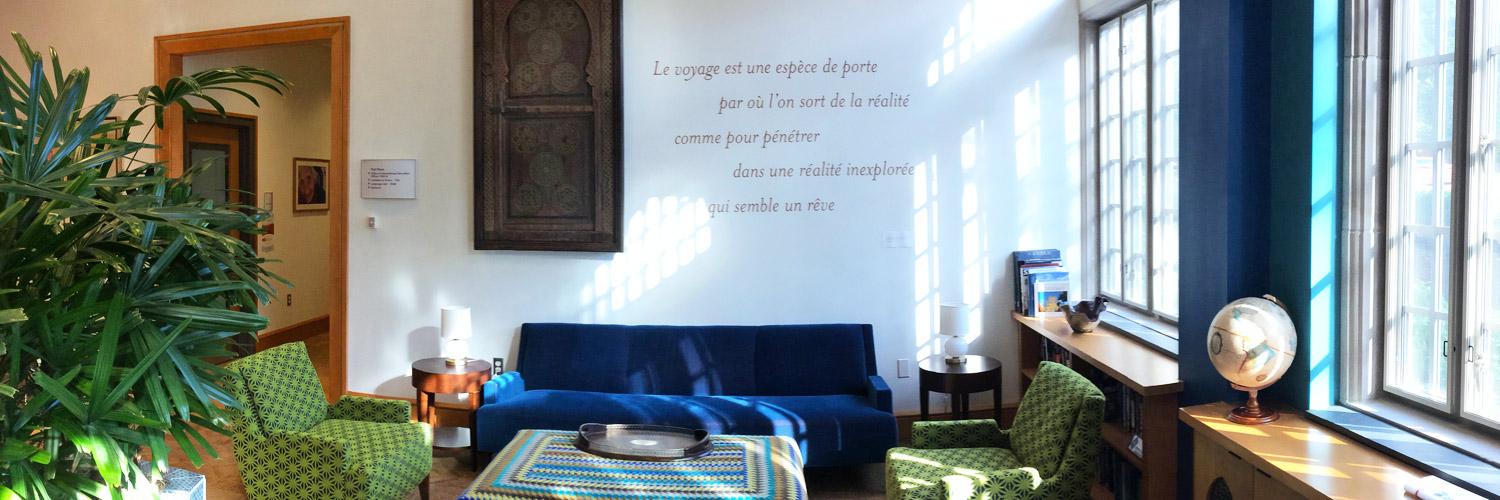 Le voyage est une espèce de porte
par où l'on sort de la réalité
comme pour pénétrer
dans une réalité inexplorée
qui semble un rêve